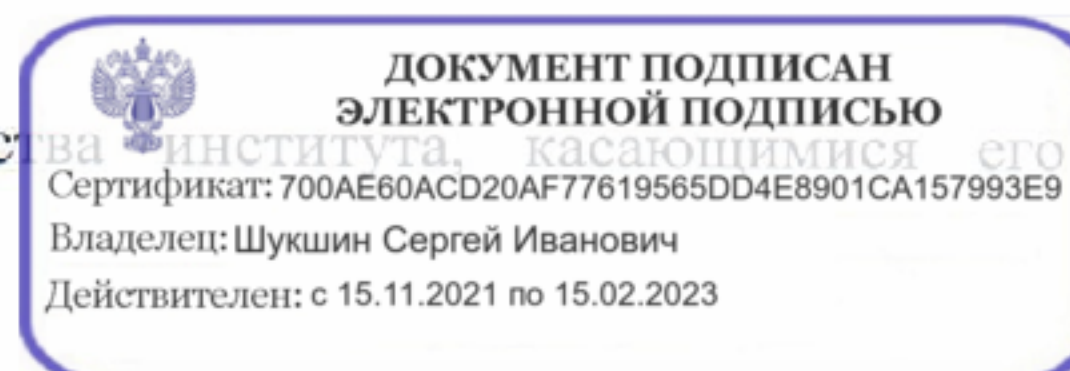 ДОКУМЕНТ ПОДПИСАН
ЭЛЕКТРОННОЙ ПОДПИСЬЮ
ства института, касающимися его
Сертификат: 700AE60ACD20AF77619565DD4E8901CA157993E9
Владелец: Шукшин Сергей Иванович
Действителен: с 15.11.2021 по 15.02.2023